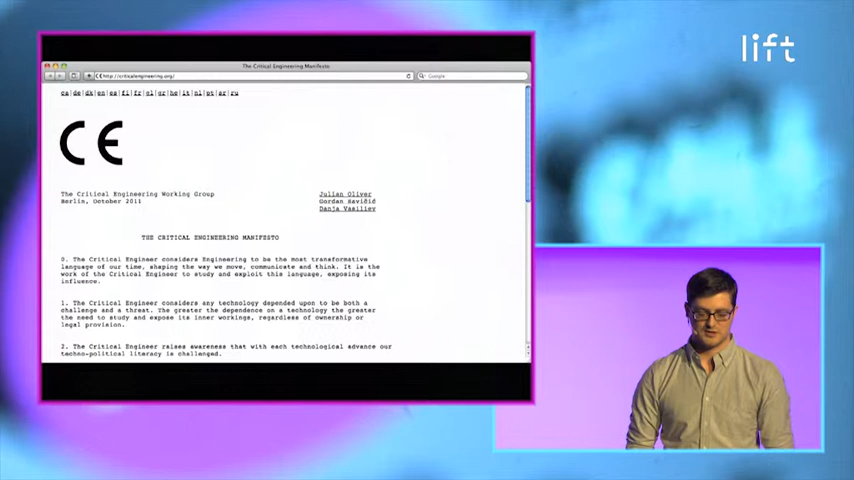 lift
The Critical Engineering Manifesto
http://criticalengineering.org/
Google
ca|de|dk|en|es|fi|fr|gl|gr|he|it|nl|pt|ar|ru
CE
The Critical Engineering Working Group
Berlin, October 2011
Julian Oliver
Gordan Savičić
Danja Vasiliev
THE CRITICAL ENGINEERING MANIFESTO
0. The Critical Engineer considers Engineering to be the most transformative
language of our time, shaping the way we move, communicate and think. It is the
work of the Critical Engineer to study and exploit this language, exposing its
influence.
1. The Critical Engineer considers any technology depended upon to be both a
challenge and a threat. The greater the dependence on a technology the greater
the need to study and expose its inner workings, regardless of ownership or
legal provision.
2. The Critical Engineer raises awareness that with each technological advance our
techno-political literacy is challenged.